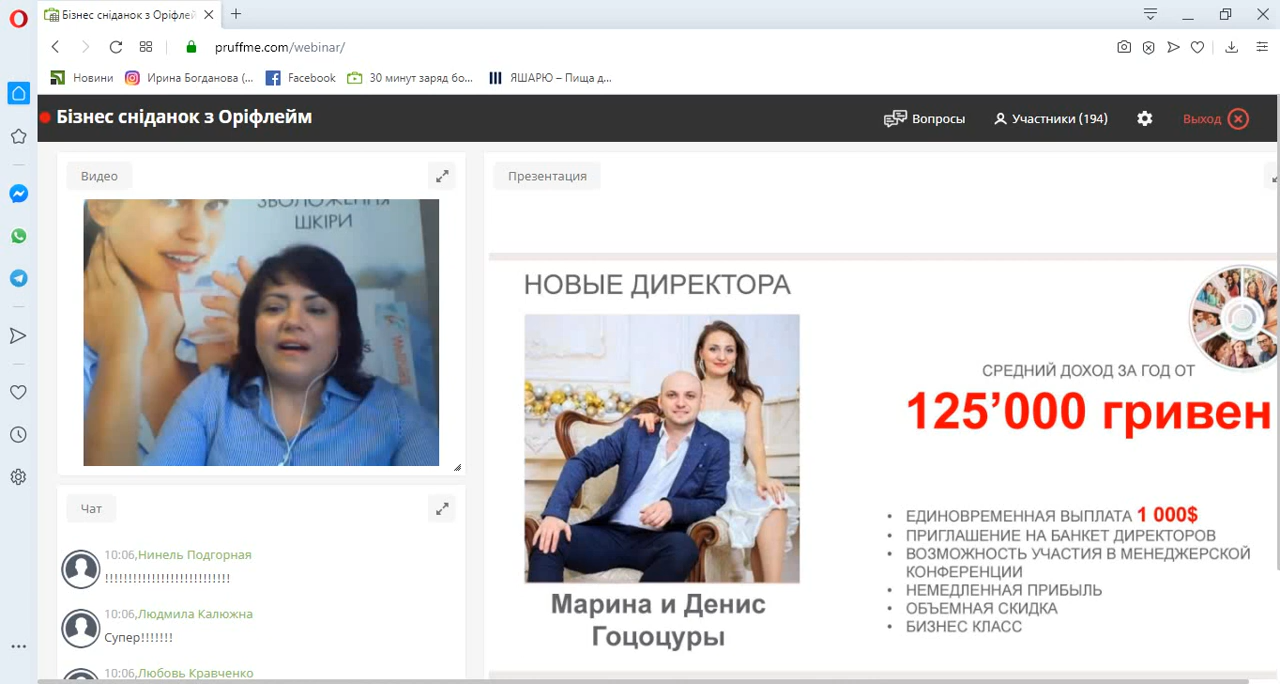 Бізнес сніданок з Оріфлей
pruffme.com/webinar/
Новини
Ирина Богданова (...
Facebook
30 минут заряд бо...
ЯШАРЮ – Пища д...
Бізнес сніданок з Оріфлейм
Вопросы
Участники (194)
Выход
Видео
ЗВОЛОЖЕННЯ
ШКІРИ
Чат
10:06,Нинель Подгорная
!!!!!!!!!!!!!!!!!!!!!!!!!!!
10:06,Людмила Калюжна
Супер!!!!!!!
10:06,Любовь Кравченко
Презентация
НОВЫЕ ДИРЕКТОРА
Марина и Денис
Гоцоцуры
СРЕДНИЙ ДОХОД ЗА ГОД ОТ
125’000 гривен
• ЕДИНОВРЕМЕННАЯ ВЫПЛАТА 1 000$
• ПРИГЛАШЕНИЕ НА БАНКЕТ ДИРЕКТОРОВ
• ВОЗМОЖНОСТЬ УЧАСТИЯ В МЕНЕДЖЕРСКОЙ
КОНФЕРЕНЦИИ
• НЕМЕДЛЕННАЯ ПРИБЫЛЬ
• ОБЪЕМНАЯ СКИДКА
• БИЗНЕС КЛАСС